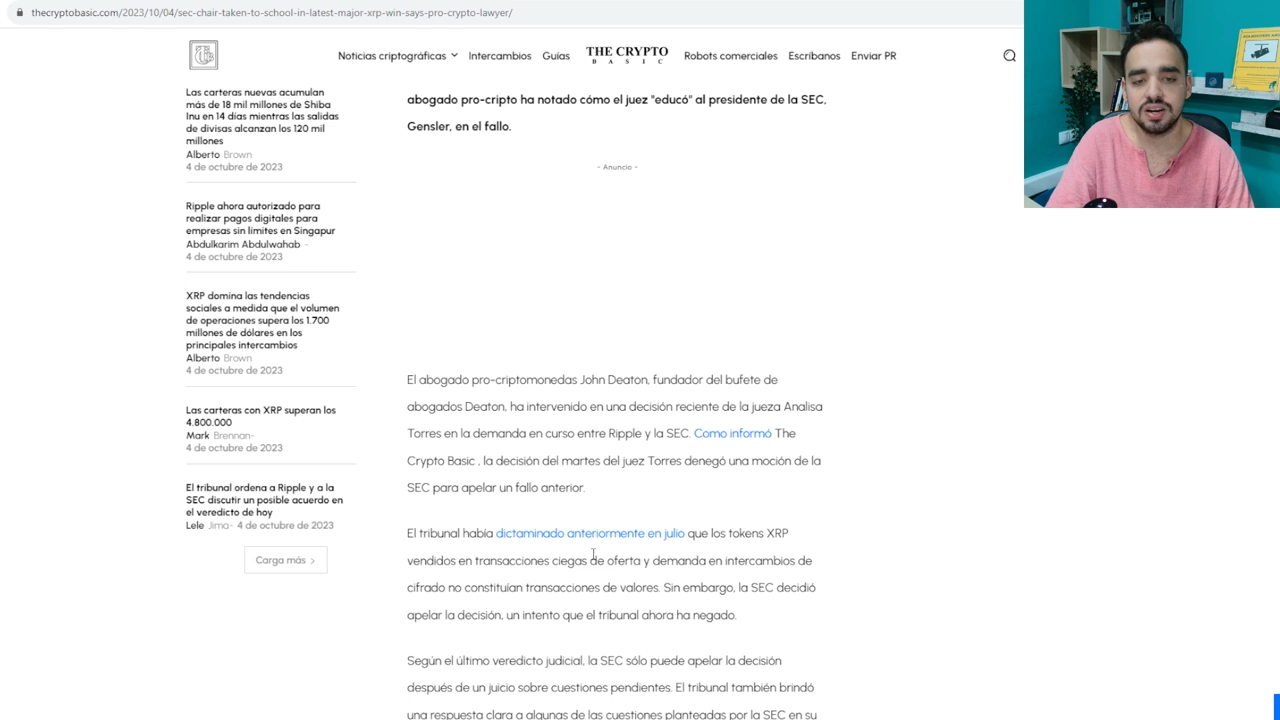 thecryptobasic.com/2023/10/04/sec-chair-taken-to-school-in-latest-major-xrp-win-says-pro-crypto-lawyer/
Noticias criptográficas Intercambios Guías THE CRYPTO Robots comerciales Escríbanos Enviar PR
BASIC
Las carteras nuevas acumulan
más de 18 mil millones de Shiba
Inu en 14 días mientras las salidas
de divisas alcanzan los 120 mil
millones
Alberto Brown
4 de octubre de 2023
Ripple ahora autorizado para
realizar pagos digitales para
empresas sin límites en Singapur
Abdulkarim Abdulwahab -
4 de octubre de 2023
XRP domina las tendencias
sociales a medida que el volumen
de operaciones supera los 1.700
millones de dólares en los
principales intercambios
Alberto Brown
4 de octubre de 2023
Las carteras con XRP superan los
4.800.000
Mark Brennan-
4 de octubre de 2023
El tribunal ordena a Ripple y a la
SEC discutir un posible acuerdo en
el veredicto de hoy
Lele Jima- 4 de octubre de 2023
Carga más
abogado pro-cripto ha notado cómo el juez "educó" al presidente de la SEC,
Gensler, en el fallo.
- Anuncio -
El abogado pro-criptomonedas John Deaton, fundador del bufete de
abogados Deaton, ha intervenido en una decisión reciente de la jueza Analisa
Torres en la demanda en curso entre Ripple y la SEC. Como informó The
Crypto Basic , la decisión del martes del juez Torres denegó una moción de la
SEC para apelar un fallo anterior.
El tribunal había dictaminado anteriormente en julio que los tokens XRP
vendidos en transacciones ciegas de oferta y demanda en intercambios de
cifrado no constituían transacciones de valores. Sin embargo, la SEC decidió
apelar la decisión, un intento que el tribunal ahora ha negado.
Según el último veredicto judicial, la SEC sólo puede apelar la decisión
después de un juicio sobre cuestiones pendientes. El tribunal también brindó
una respuesta clara a algunas de las cuestiones planteadas por la SEC en su